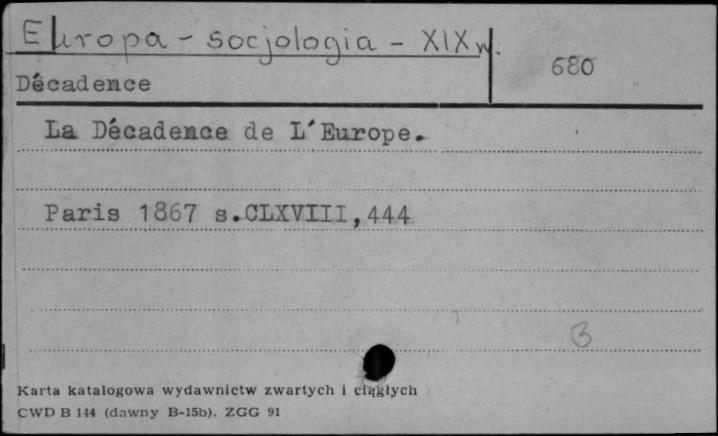 Europa - socjologia - XIX w.
680
Décadence
La Décadence de L'Europe.
Paris 1867 s.CLXVIII,444
3
Karta katalogowa wydawnictw zwartych i ciągłych
CWD B 144 (dawny B-15b). ZGG 91